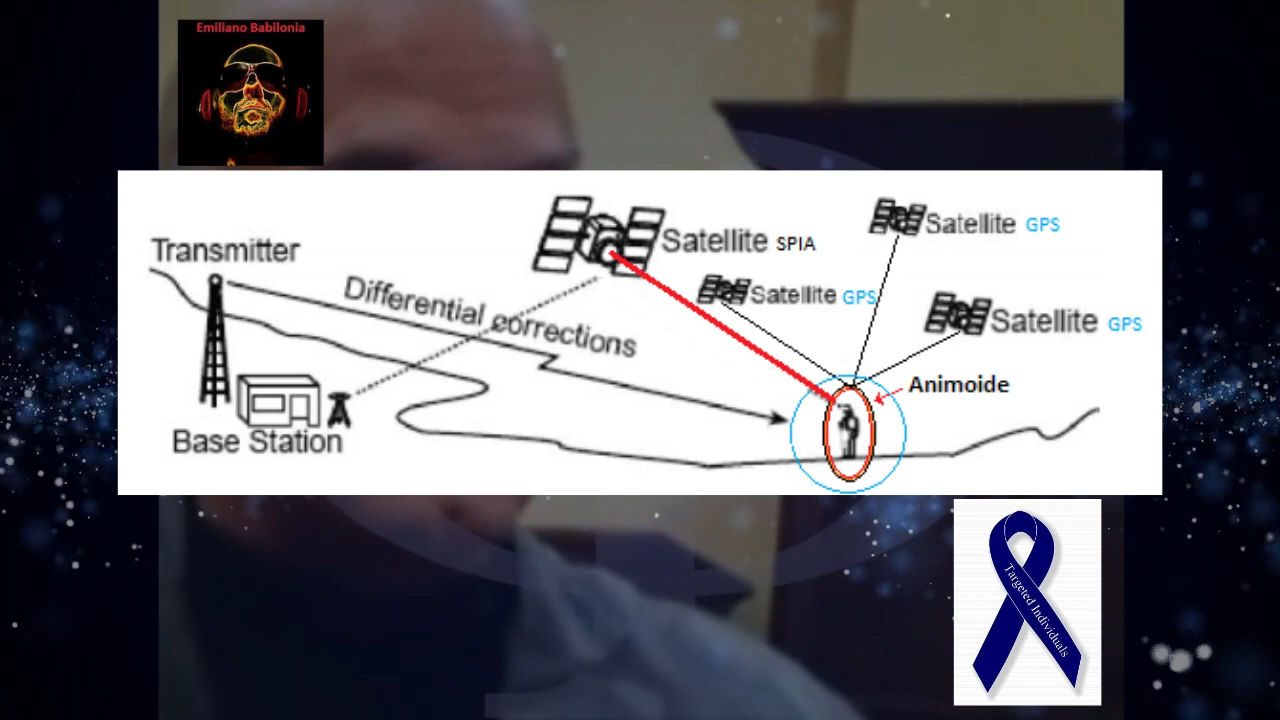 Emiliano Babilonia
Satellite GPS
Satellite SPIA
Transmitter
Satellite GPS
Differential corrections
Satellite GPS
Animoide
Base Station
Targeted Individuals